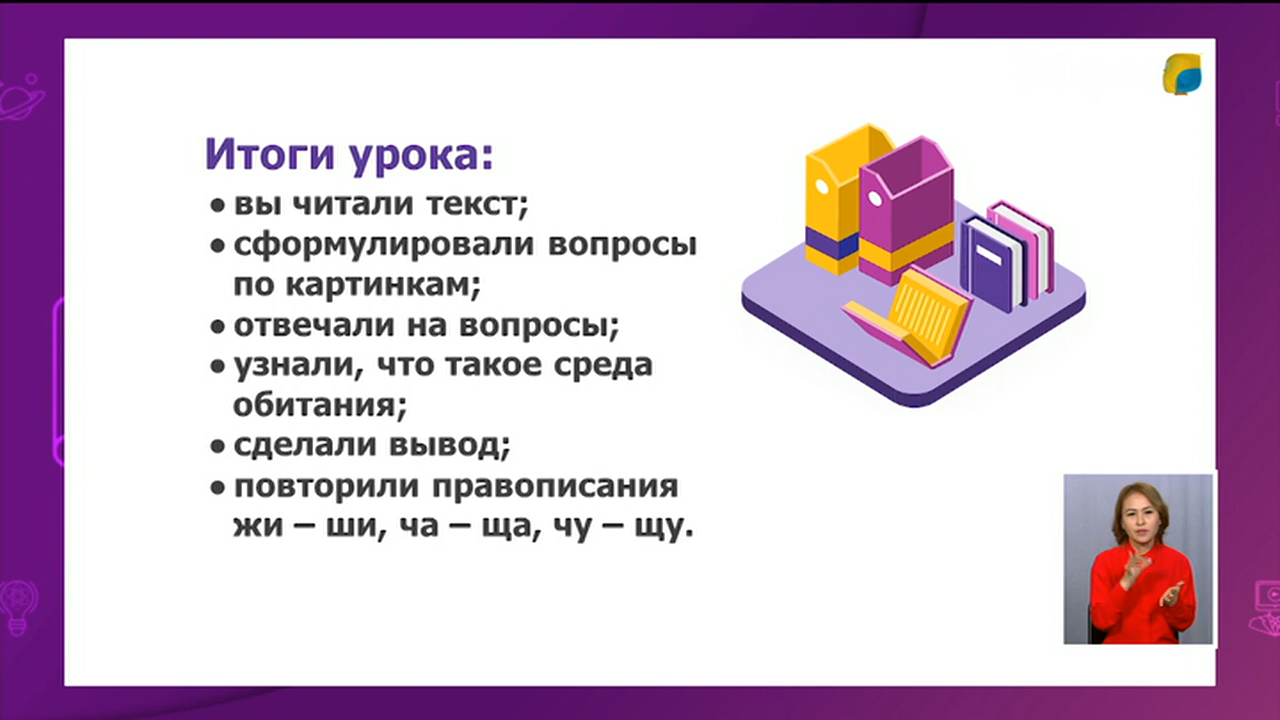 Итоги урока:
• вы читали текст;
• сформулировали вопросы
по картинкам;
• отвечали на вопросы;
• узнали, что такое среда
обитания;
• сделали вывод;
• повторили правописания
жи – ши, ча – ща, чу – щу.